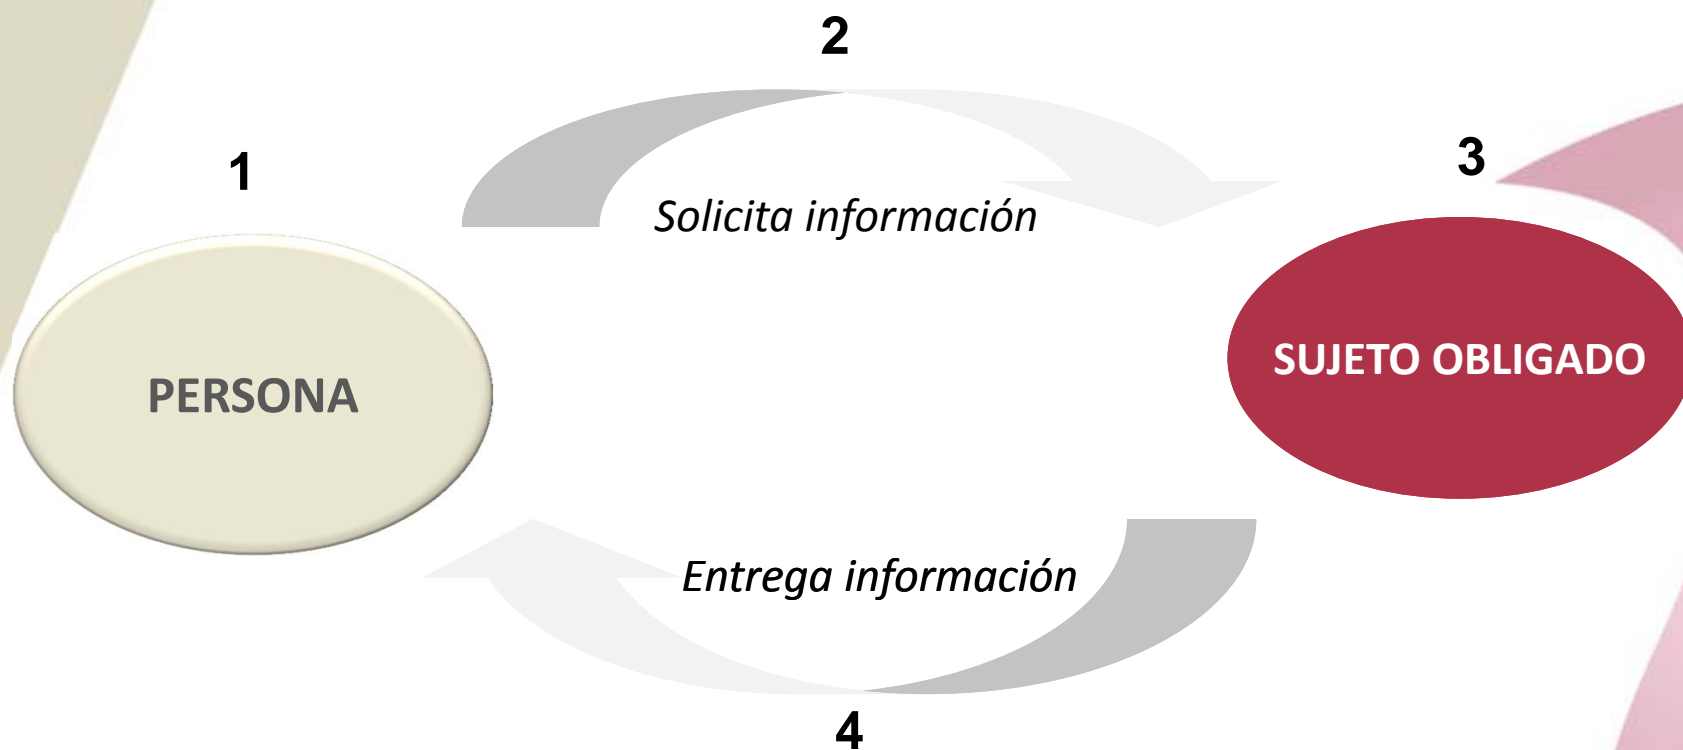 2
1
3
Solicita información
SUJETO OBLIGADO
PERSONA
Entrega información
4